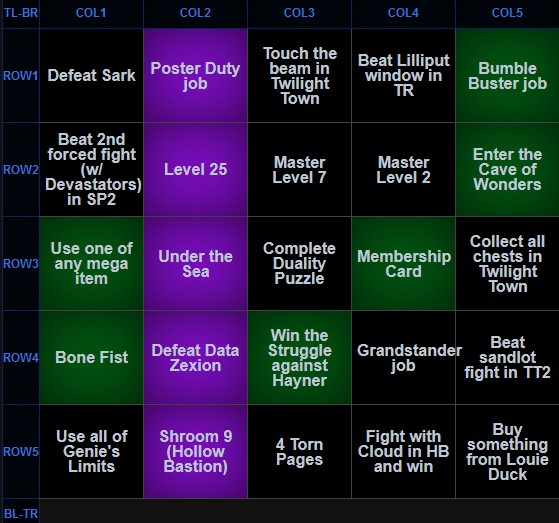 TL-BR COL1 COL2 COL3 COL4 COL5
ROW1
Defeat Sark
Poster Duty
job
Touch the
beam in
Twilight
Town
Beat Lilliput
window in
TR
Bumble
Buster job
ROW2
Beat 2nd
forced fight
(w/
Devastators)
in SP2
Level 25
Master
Level 7
Master
Level 2
Enter the
Cave of
Wonders
ROW3
Use one of
any mega
item
Under the
Sea
Complete
Duality
Puzzle
Membership
Card
Collect all
chests in
Twilight
Town
ROW4
Bone Fist
Defeat Data
Zexion
Win the
Struggle
against
Hayner
Grandstander
job
Beat
sandlot
fight in TT2
ROW5
Use all of
Genie's
Limits
Shroom 9
(Hollow
Bastion)
4 Torn
Pages
Fight with
Cloud in HB
and win
Buy
something
from Louie
Duck
BL-TR